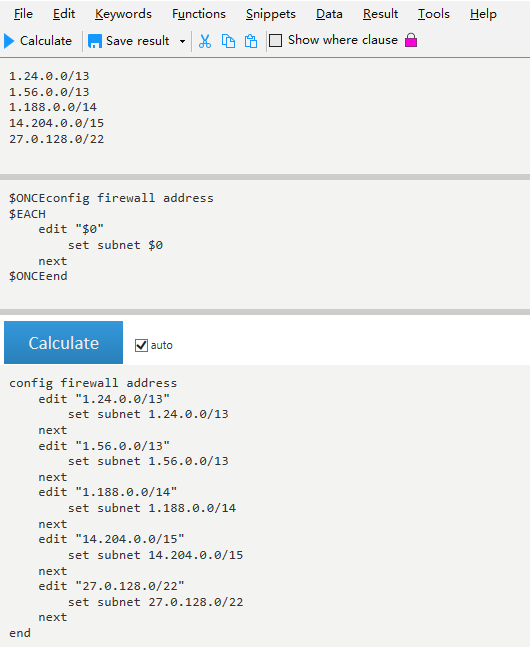 File Edit Keywords Functions Snippets Data Result Tools Help
Calculate Save result Show where clause
1.24.0.0/13
1.56.0.0/13
1.188.0.0/14
14.204.0.0/15
27.0.128.0/22
$ONCEconfig firewall address
$EACH
    edit "$0"
        set subnet $0
    next
$ONCEend
Calculate auto
config firewall address
    edit "1.24.0.0/13"
        set subnet 1.24.0.0/13
    next
    edit "1.56.0.0/13"
        set subnet 1.56.0.0/13
    next
    edit "1.188.0.0/14"
        set subnet 1.188.0.0/14
    next
    edit "14.204.0.0/15"
        set subnet 14.204.0.0/15
    next
    edit "27.0.128.0/22"
        set subnet 27.0.128.0/22
    next
end